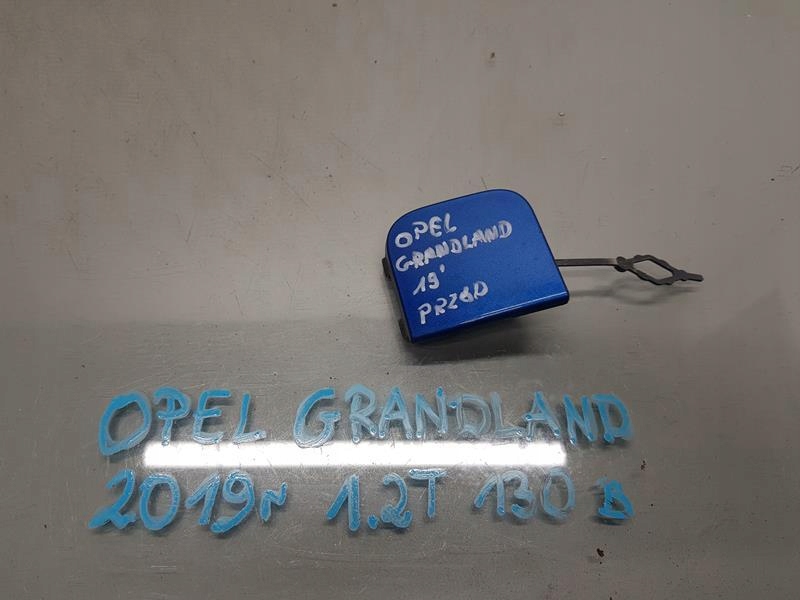 OPEL
GRANDLAND
19'
PRZÓD
OPEL GRANDLAND
2019r 1.2T 130 B